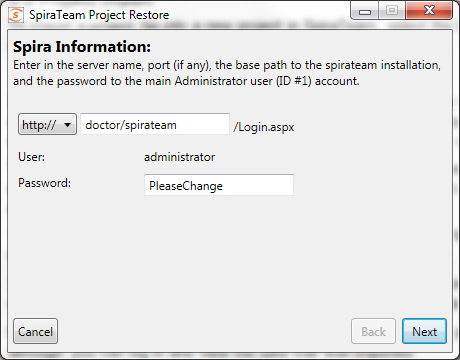 SpiraTeam Project Restore
Spira Information:
Enter in the server name, port (if any), the base path to the spirateam installation,
and the password to the main Administrator user (ID #1) account.
http:// doctor/spirateam /Login.aspx
User: administrator
Password: PleaseChange
Cancel Back Next